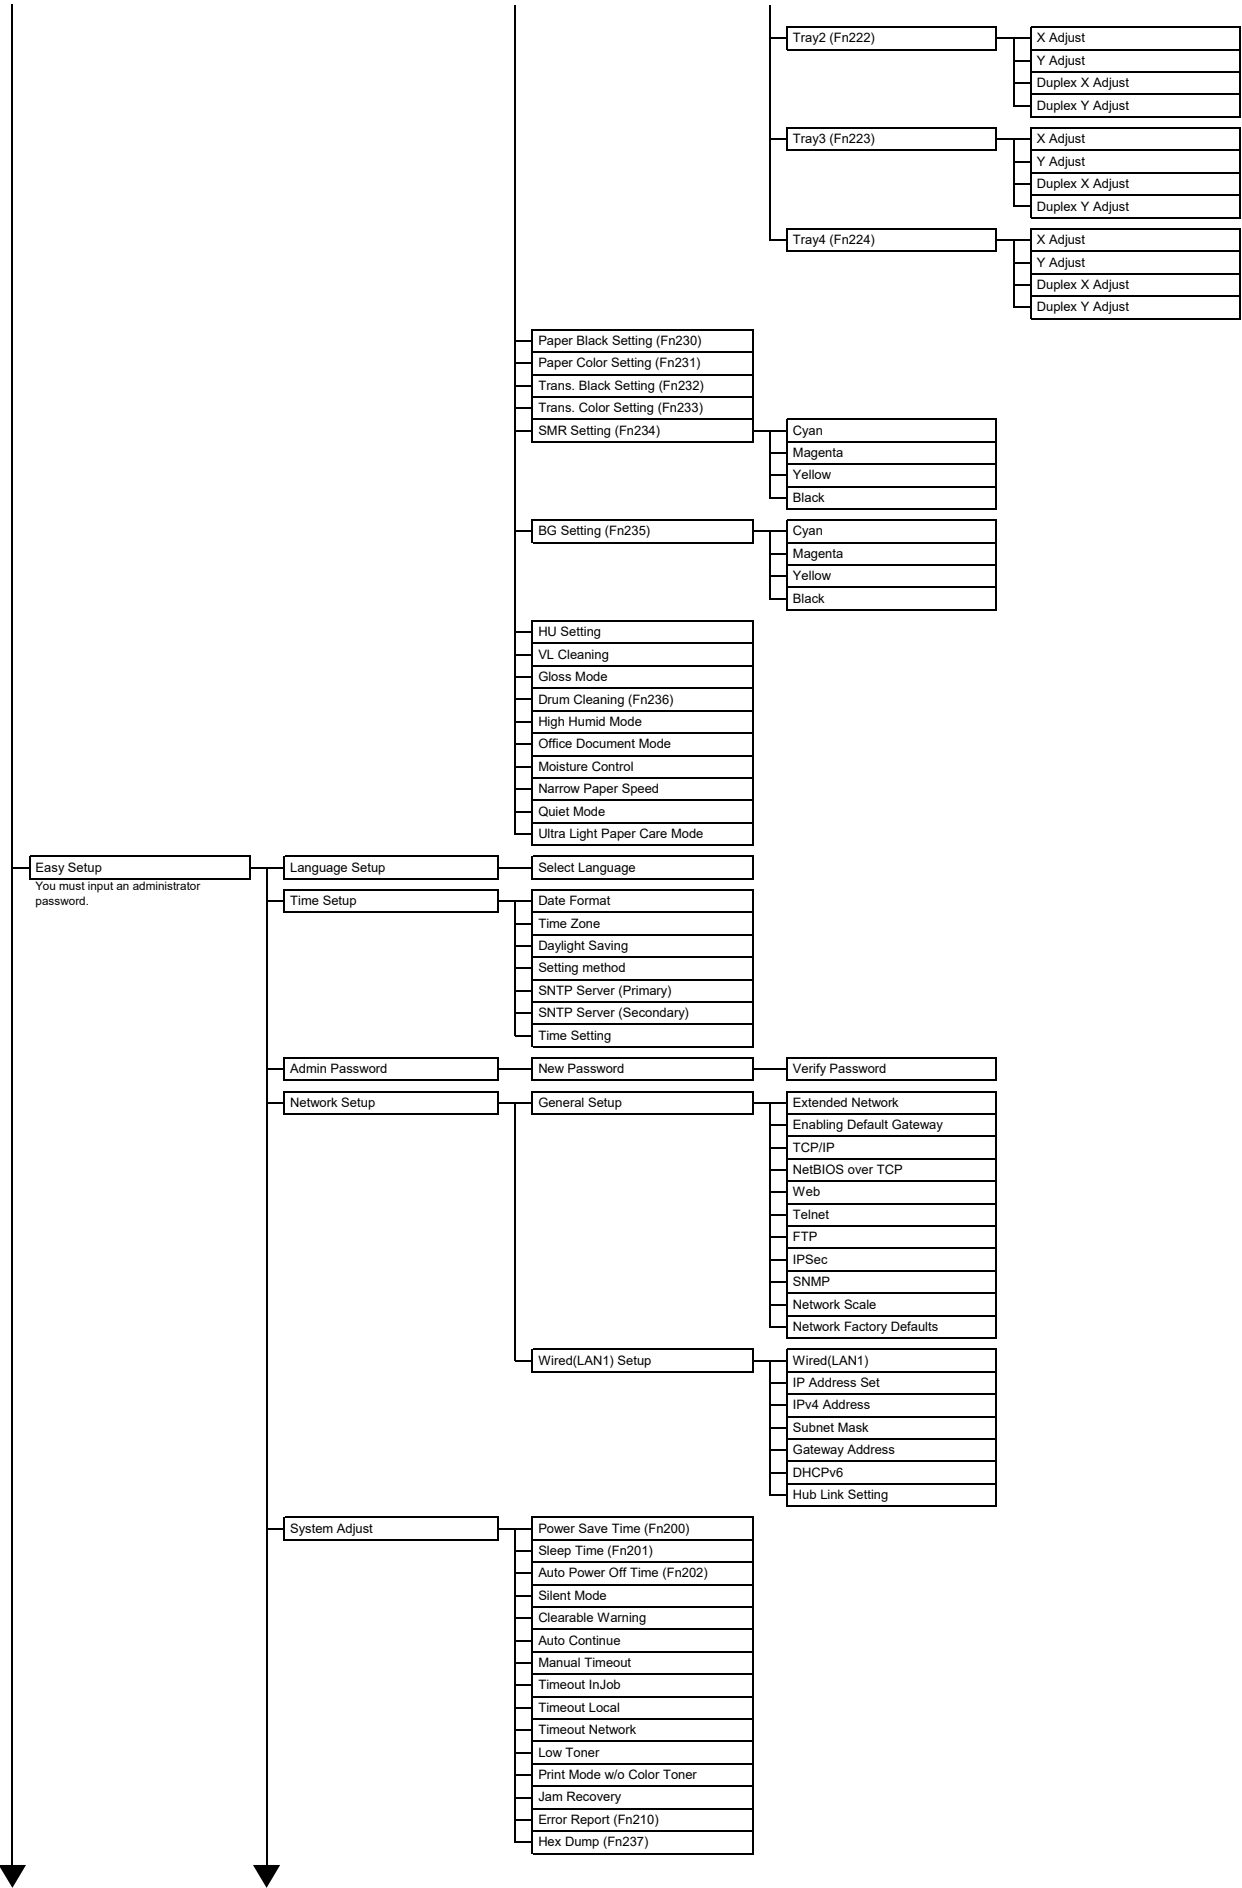 Tray2 (Fn222)
X Adjust
Y Adjust
Duplex X Adjust
Duplex Y Adjust
Tray3 (Fn223)
X Adjust
Y Adjust
Duplex X Adjust
Duplex Y Adjust
Tray4 (Fn224)
X Adjust
Y Adjust
Duplex X Adjust
Duplex Y Adjust
Paper Black Setting (Fn230)
Paper Color Setting (Fn231)
Trans. Black Setting (Fn232)
Trans. Color Setting (Fn233)
SMR Setting (Fn234)
Cyan
Magenta
Yellow
Black
BG Setting (Fn235)
Cyan
Magenta
Yellow
Black
HU Setting
VL Cleaning
Gloss Mode
Drum Cleaning (Fn236)
High Humid Mode
Office Document Mode
Moisture Control
Narrow Paper Speed
Quiet Mode
Ultra Light Paper Care Mode
Easy Setup
You must input an administrator
password.
Language Setup
Select Language
Time Setup
Date Format
Time Zone
Daylight Saving
Setting method
SNTP Server (Primary)
SNTP Server (Secondary)
Time Setting
Admin Password
New Password
Verify Password
Network Setup
General Setup
Extended Network
Enabling Default Gateway
TCP/IP
NetBIOS over TCP
Web
Telnet
FTP
IPSec
SNMP
Network Scale
Network Factory Defaults
Wired(LAN1) Setup
Wired(LAN1)
IP Address Set
IPv4 Address
Subnet Mask
Gateway Address
DHCPv6
Hub Link Setting
System Adjust
Power Save Time (Fn200)
Sleep Time (Fn201)
Auto Power Off Time (Fn202)
Silent Mode
Clearable Warning
Auto Continue
Manual Timeout
Timeout InJob
Timeout Local
Timeout Network
Low Toner
Print Mode w/o Color Toner
Jam Recovery
Error Report (Fn210)
Hex Dump (Fn237)